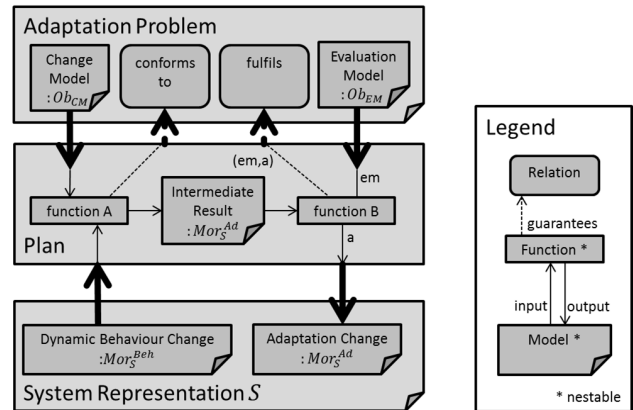 Adaptation Problem
Change
Model
: Ob_CM
conforms
to
fulfils
Evaluation
Model
: Ob_EM
(em,a)
em
function A
Intermediate
Result
: Mor_S^Ad
function B
Plan
a
Dynamic Behaviour Change
: Mor_S^Beh
Adaptation Change
: Mor_S^Ad
System Representation S
Legend
Relation
guarantees
Function *
input
output
Model *
* nestable